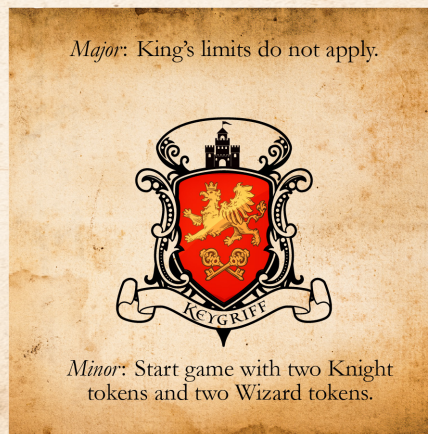 Major: King's limits do not apply.
KEYGRIFF
Minor: Start game with two Knight
tokens and two Wizard tokens.